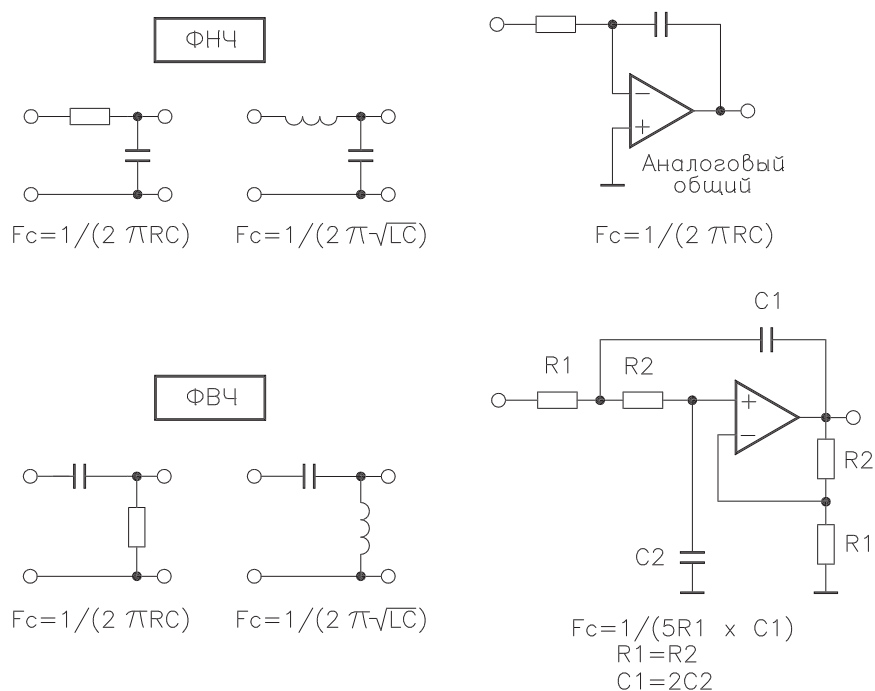 ФНЧ
Fc=1/(2 πRC)
Fc=1/(2 π√LC)
Аналоговый
общий
Fc=1/(2 πRC)
ФВЧ
Fc=1/(2 πRC)
Fc=1/(2 π√LC)
C1
R1
R2
R2
R1
C2
Fc=1/(5R1 x C1)
R1=R2
C1=2C2